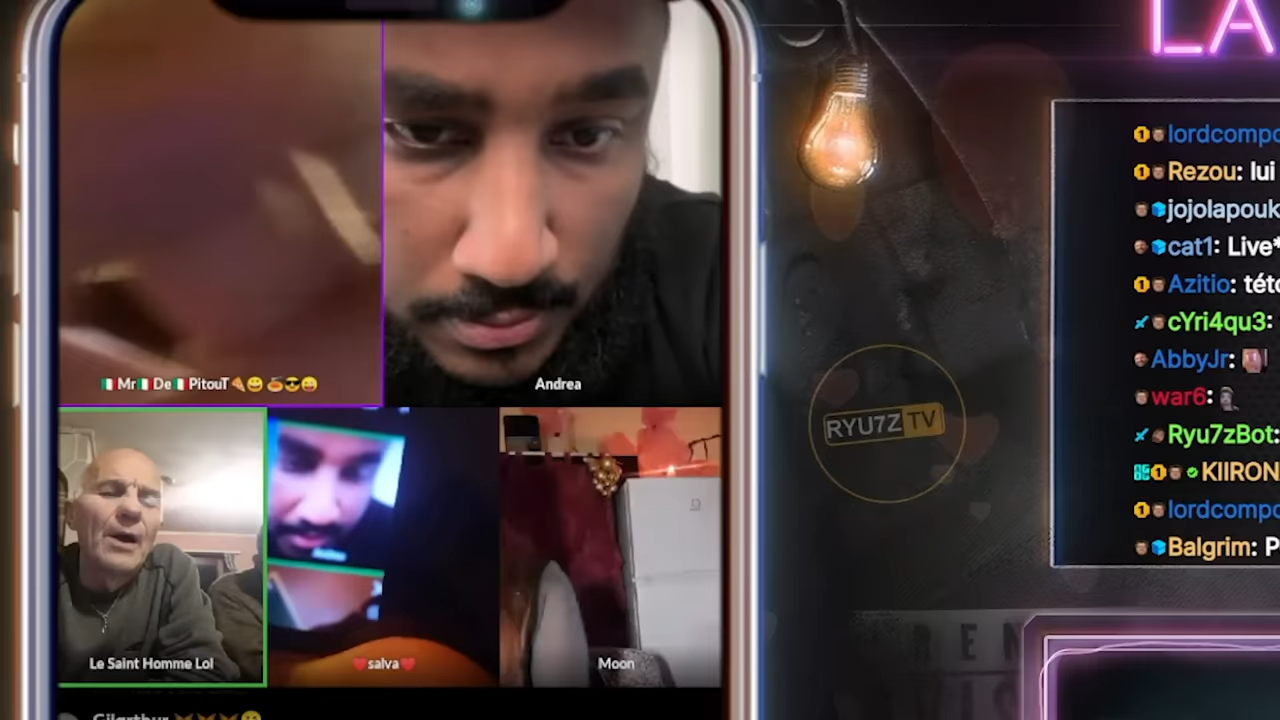 LA
🇮🇹Mr🇮🇹De🇮🇹PitouT🍕😀🍝😎😜
Andrea
Le Saint Homme Lol
❤️salva❤️
Moon
RYU7Z TV
lordcompo
Rezou: lui
jojolapouk
cat1: Live*
Azitio: této
cYri4qu3:
AbbyJr:
war6:
Ryu7zBot:
KIIRON
lordcompo
Balgrim: P
REN